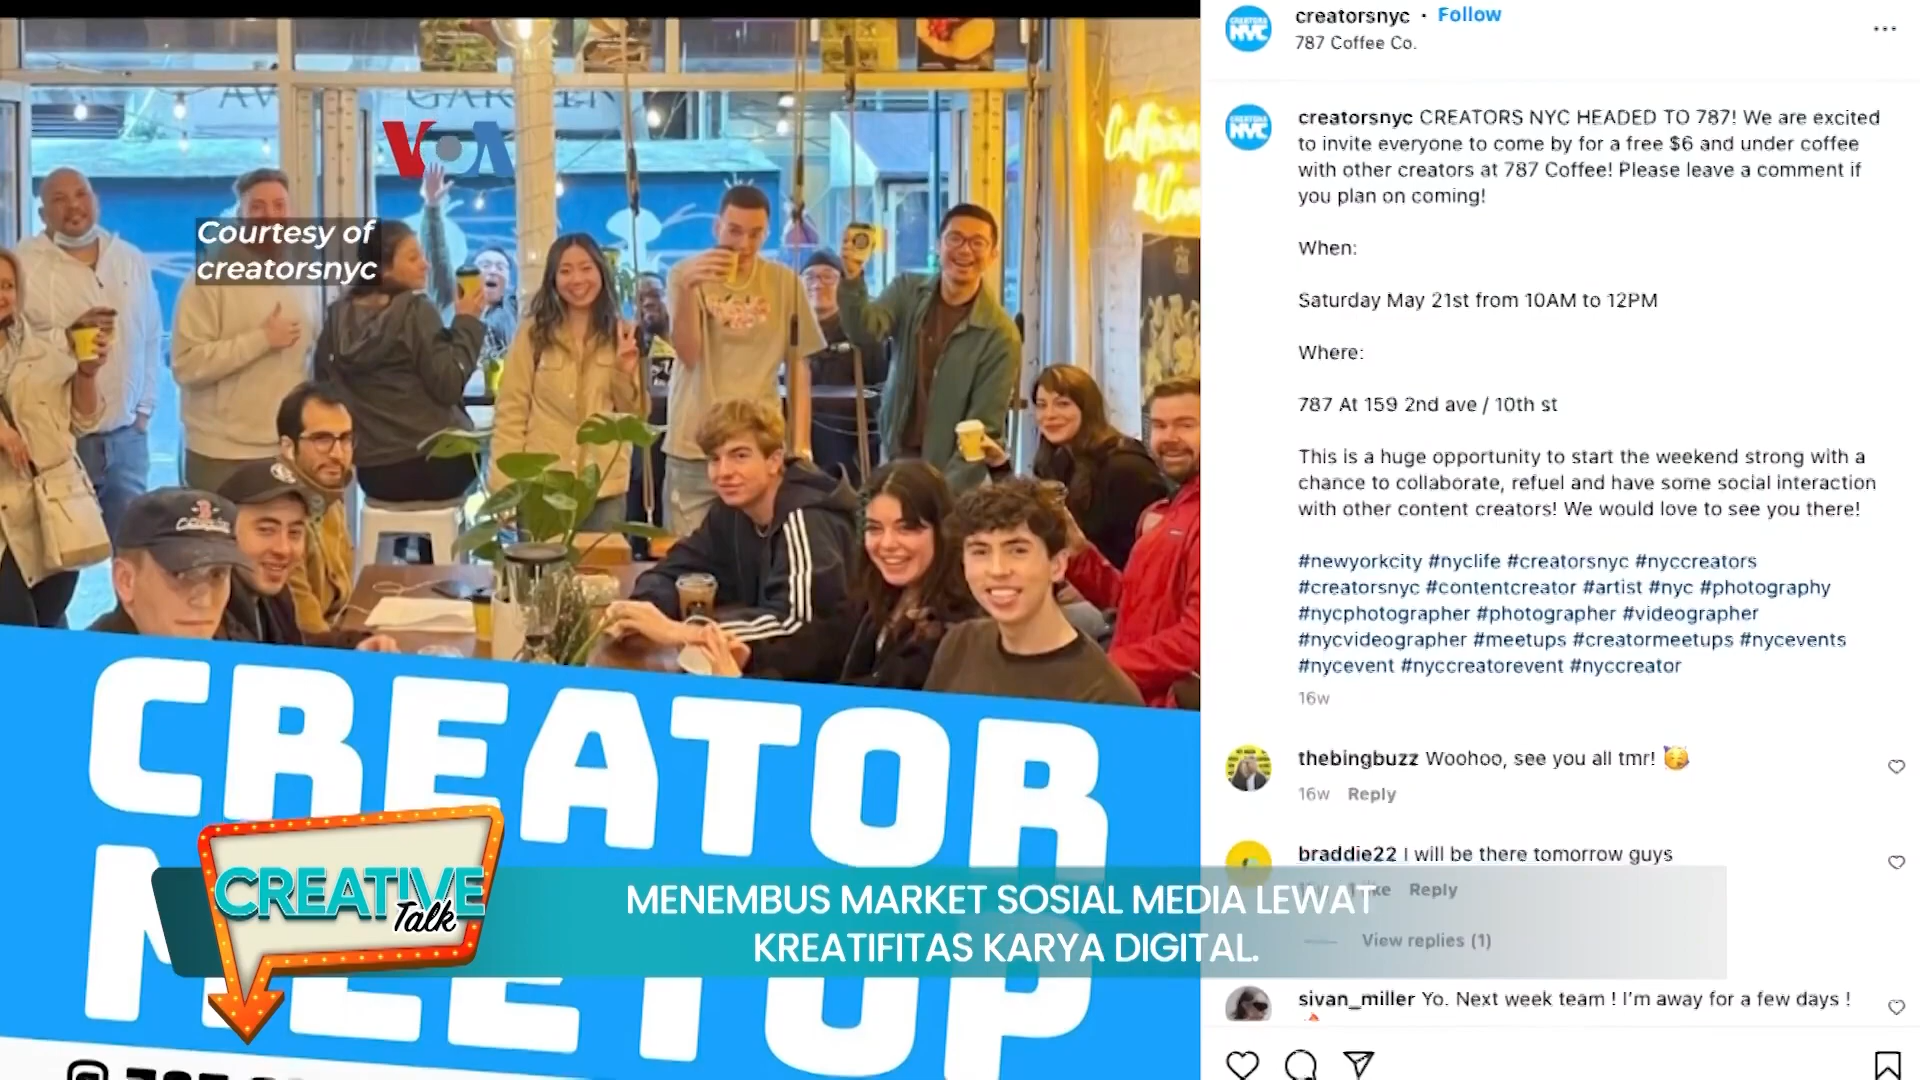 VOA
Courtesy of
creatorsnyc
CREATOR
MEETUP
CREATIVE
Talk
MENEMBUS MARKET SOSIAL MEDIA LEWAT
KREATIFITAS KARYA DIGITAL.
CREATORS
NYC
creatorsnyc • Follow
787 Coffee Co.
CREATORS
NYC
creatorsnyc CREATORS NYC HEADED TO 787! We are excited
to invite everyone to come by for a free $6 and under coffee
with other creators at 787 Coffee! Please leave a comment if
you plan on coming!
When:
Saturday May 21st from 10AM to 12PM
Where:
787 At 159 2nd ave / 10th st
This is a huge opportunity to start the weekend strong with a
chance to collaborate, refuel and have some social interaction
with other content creators! We would love to see you there!
#newyorkcity #nyclife #creatorsnyc #nyccreators
#creatorsnyc #contentcreator #artist #nyc #photography
#nycphotographer #photographer #videographer
#nycvideographer #meetups #creatormeetups #nycevents
#nycevent #nyccreatorevent #nyccreator
16w
thebingbuzz Woohoo, see you all tmr! 🥳
16w Reply
braddie22 I will be there tomorrow guys
Reply
View replies (1)
sivan_miller Yo. Next week team ! I'm away for a few days !